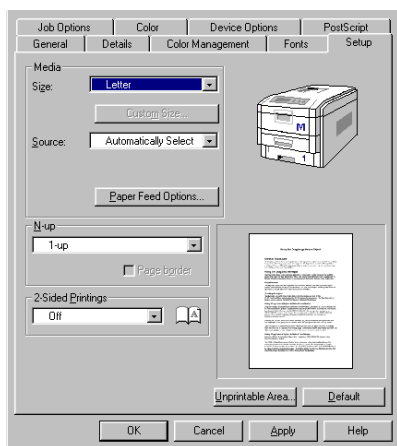 Job Options Color Device Options PostScript
General Details Color Management Fonts Setup
Media
Size: Letter
Custom Size...
Source: Automatically Select
M
1
Paper Feed Options...
N-up
1-up
Page border
2-Sided Printings
Off
A
Unprintable Area... Default
OK Cancel Apply Help